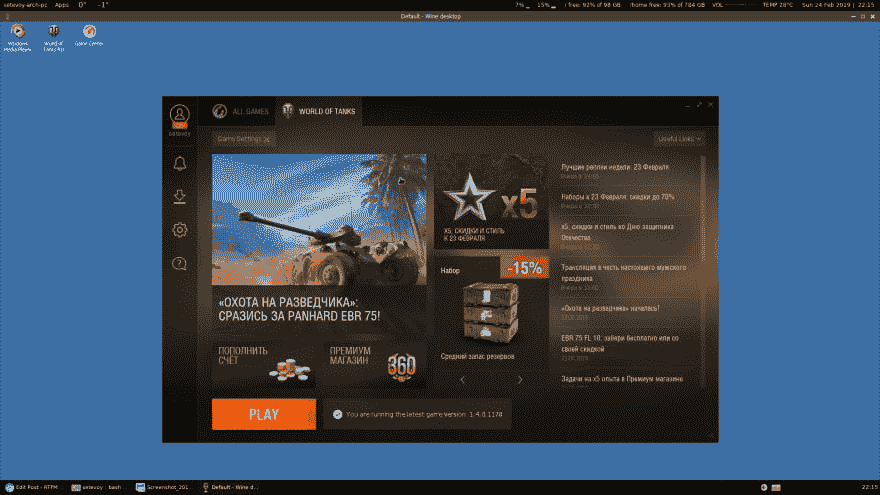 setevoy-arch-pc Apps 0° -1°
7% 15% / free: 92% of 98 GB /home free: 93% of 784 GB VOL TEMP 28°C Sun 24 Feb 2019 | 22:15
Default - Wine desktop
Windows
Media Player
World of
Tanks RU
Game Center
setevoy
ALL GAMES
WORLD OF TANKS
Game Settings
Useful Links
«ОХОТА НА РАЗВЕДЧИКА»:
СРАЗИСЬ ЗА PANHARD EBR 75!
ПОПОЛНИТЬ
СЧЁТ
ПРЕМИУМ
МАГАЗИН
360
x5
X5, СКИДКИ И СТИЛЬ
К 23 ФЕВРАЛЯ
Набор
-15%
Средний запас резервов
Лучшие реплеи недели: 23 Февраля
Наборы к 23 Февраля: скидки до 70%
x5, скидки и стиль ко Дню защитника
Отечества
Трансляция в честь настоящего мужского
праздника
«Охота на разведчика» началась!
EBR 75 FL 10: забери бесплатно или со
своей скидкой
Задачи на x5 опыта в Премиум магазине
PLAY
You are running the latest game version: 1.4.0.1178
Edit Post ‹ RTFM ...
setevoy : bash ...
Screenshot_201...
Default - Wine d...
22:15